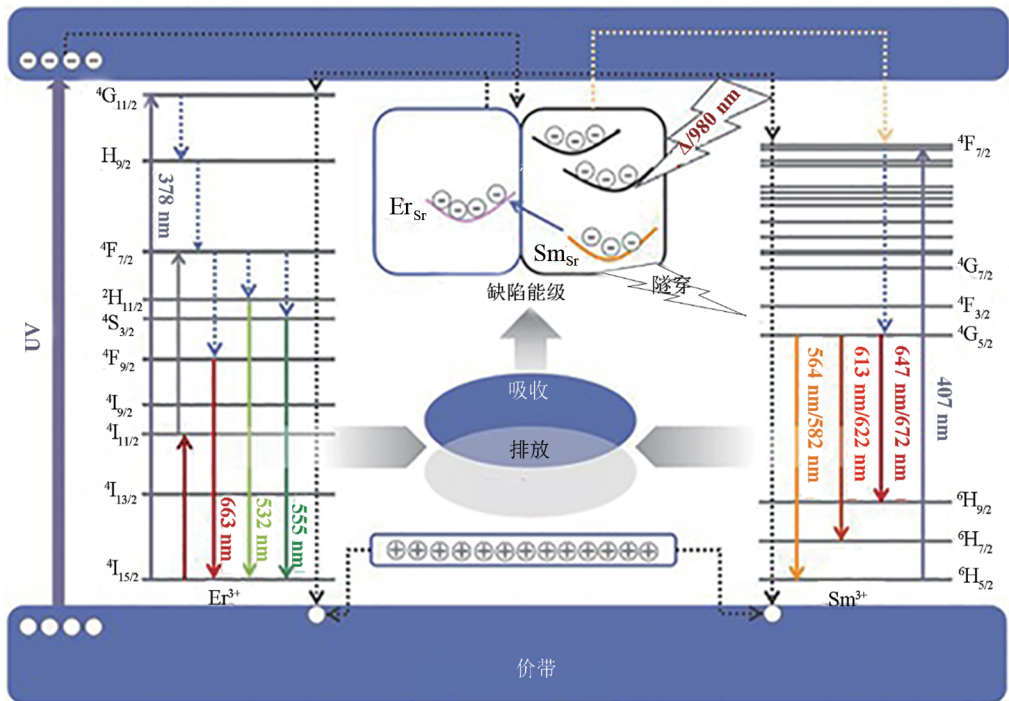 ⁴G₁₁/₂
H₉/₂
378 nm
⁴F₇/₂
²H₁₁/₂
⁴S₃/₂
⁴F₉/₂
⁴I₉/₂
⁴I₁₁/₂
⁴I₁₃/₂
⁴I₁₅/₂
UV
663 nm
532 nm
555 nm
Er³⁺
Er_Sr
Sm_Sr
Δ/980 nm
缺陷能级
隧穿
吸收
排放
⁴F₇/₂
⁴G₇/₂
⁴F₃/₂
⁴G₅/₂
564 nm/582 nm
613 nm/622 nm
647 nm/672 nm
407 nm
⁶H₉/₂
⁶H₇/₂
⁶H₅/₂
Sm³⁺
价带